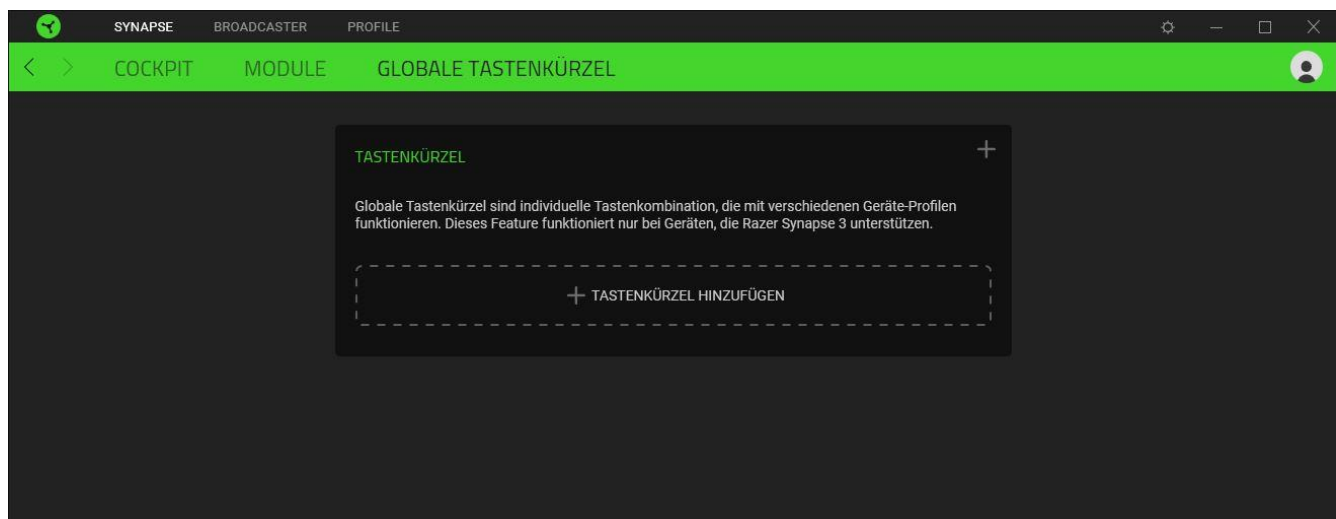 SYNAPSE BROADCASTER PROFILE
COCKPIT MODULE GLOBALE TASTENKÜRZEL
TASTENKÜRZEL
Globale Tastenkürzel sind individuelle Tastenkombination, die mit verschiedenen Geräte-Profilen
funktionieren. Dieses Feature funktioniert nur bei Geräten, die Razer Synapse 3 unterstützen.
TASTENKÜRZEL HINZUFÜGEN